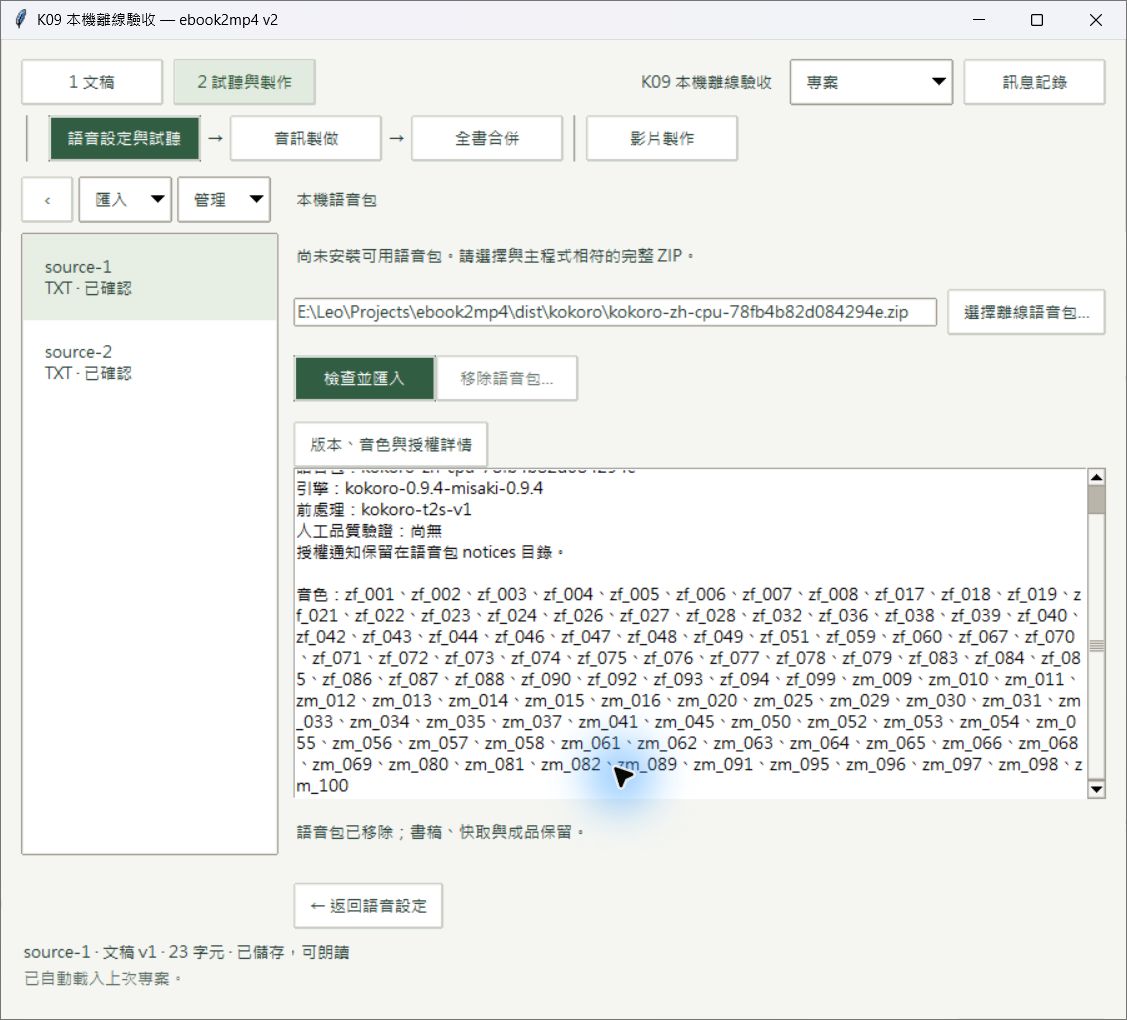 K09 本機離線驗收 — ebook2mp4 v2
1 文稿
2 試聽與製作
K09 本機離線驗收
專案
訊息記錄
語音設定與試聽
→
音訊製做
→
全書合併
影片製作
‹
匯入
管理
本機語音包
source-1
TXT · 已確認
source-2
TXT · 已確認
尚未安裝可用語音包。請選擇與主程式相符的完整 ZIP。
E:\Leo\Projects\ebook2mp4\dist\kokoro\kokoro-zh-cpu-78fb4b82d084294e.zip
選擇離線語音包...
檢查並匯入
移除語音包...
版本、音色與授權詳情
語音包：kokoro-zh-cpu-78fb4b82d084294e
引擎：kokoro-0.9.4-misaki-0.9.4
前處理：kokoro-t2s-v1
人工品質驗證：尚無
授權通知保留在語音包 notices 目錄。
音色：zf_001、zf_002、zf_003、zf_004、zf_005、zf_006、zf_007、zf_008、zf_017、zf_018、zf_019、z
f_021、zf_022、zf_023、zf_024、zf_026、zf_027、zf_028、zf_032、zf_036、zf_038、zf_039、zf_040、
zf_042、zf_043、zf_044、zf_046、zf_047、zf_048、zf_049、zf_051、zf_059、zf_060、zf_067、zf_070
、zf_071、zf_072、zf_073、zf_074、zf_075、zf_076、zf_077、zf_078、zf_079、zf_083、zf_084、zf_08
5、zf_086、zf_087、zf_088、zf_090、zf_092、zf_093、zf_094、zf_099、zm_009、zm_010、zm_011、
zm_012、zm_013、zm_014、zm_015、zm_016、zm_020、zm_025、zm_029、zm_030、zm_031、zm
_033、zm_034、zm_035、zm_037、zm_041、zm_045、zm_050、zm_052、zm_053、zm_054、zm_0
55、zm_056、zm_057、zm_058、zm_061、zm_062、zm_063、zm_064、zm_065、zm_066、zm_068
、zm_069、zm_080、zm_081、zm_082、zm_089、zm_091、zm_095、zm_096、zm_097、zm_098、z
m_100
語音包已移除；書稿、快取與成品保留。
← 返回語音設定
source-1 · 文稿 v1 · 23 字元 · 已儲存，可朗讀
已自動載入上次專案。